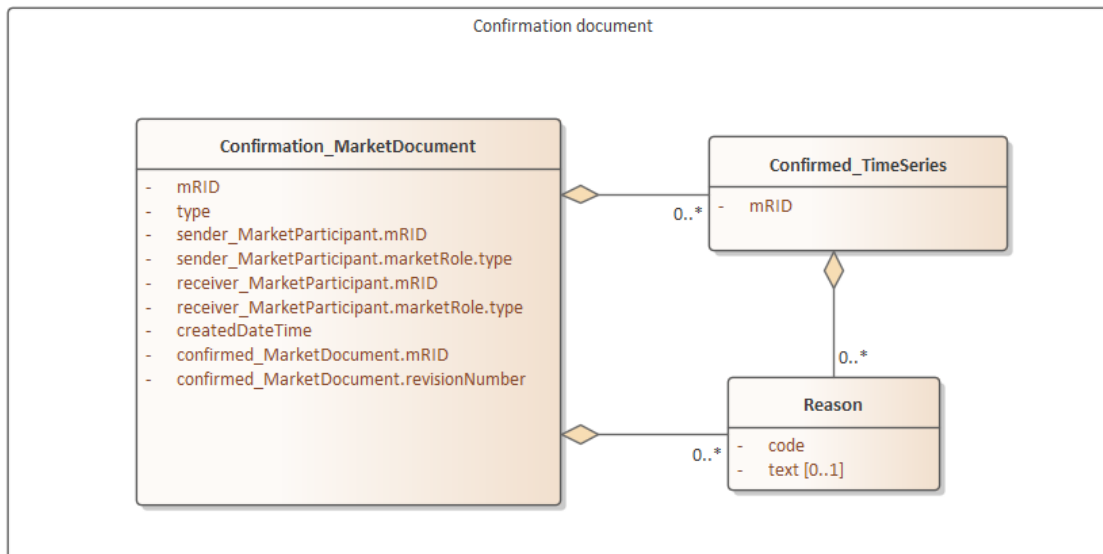 Confirmation document
Confirmation_MarketDocument
- mRID
- type
- sender_MarketParticipant.mRID
- sender_MarketParticipant.marketRole.type
- receiver_MarketParticipant.mRID
- receiver_MarketParticipant.marketRole.type
- createdDateTime
- confirmed_MarketDocument.mRID
- confirmed_MarketDocument.revisionNumber
0..*
Confirmed_TimeSeries
- mRID
0..*
0..*
Reason
- code
- text [0..1]